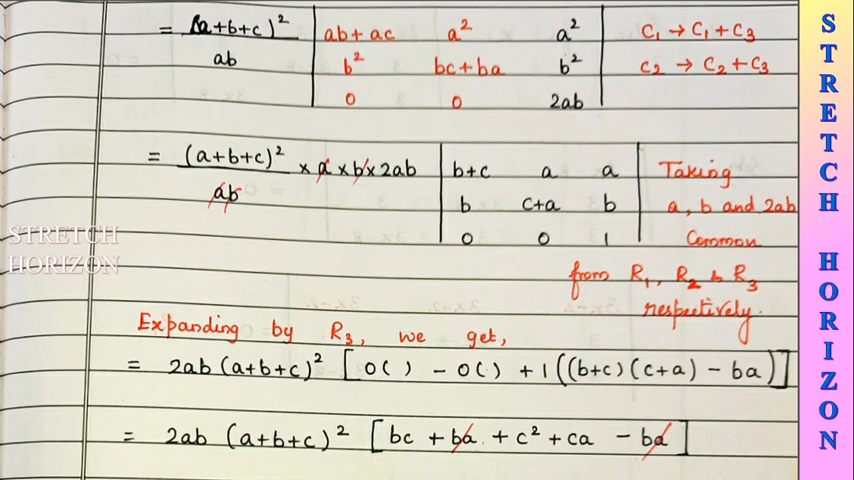 = (a+b+c)² / ab | ab+ac a² a² | C₁ → C₁ + C₃
| b² bc+ba b² | C₂ → C₂ + C₃
| 0 0 2ab |
= (a+b+c)² / ab × a × b × 2ab | b+c a a | Taking
| b c+a b | a, b and 2ab
| 0 0 1 | Common
from R₁, R₂ & R₃
respectively.
Expanding by R₃, we get,
= 2ab (a+b+c)² [0( ) - 0( ) + 1((b+c)(c+a) - ba)]
= 2ab (a+b+c)² [bc + ba + c² + ca - ba]
STRETCH
HORIZON
STRETCH HORIZON